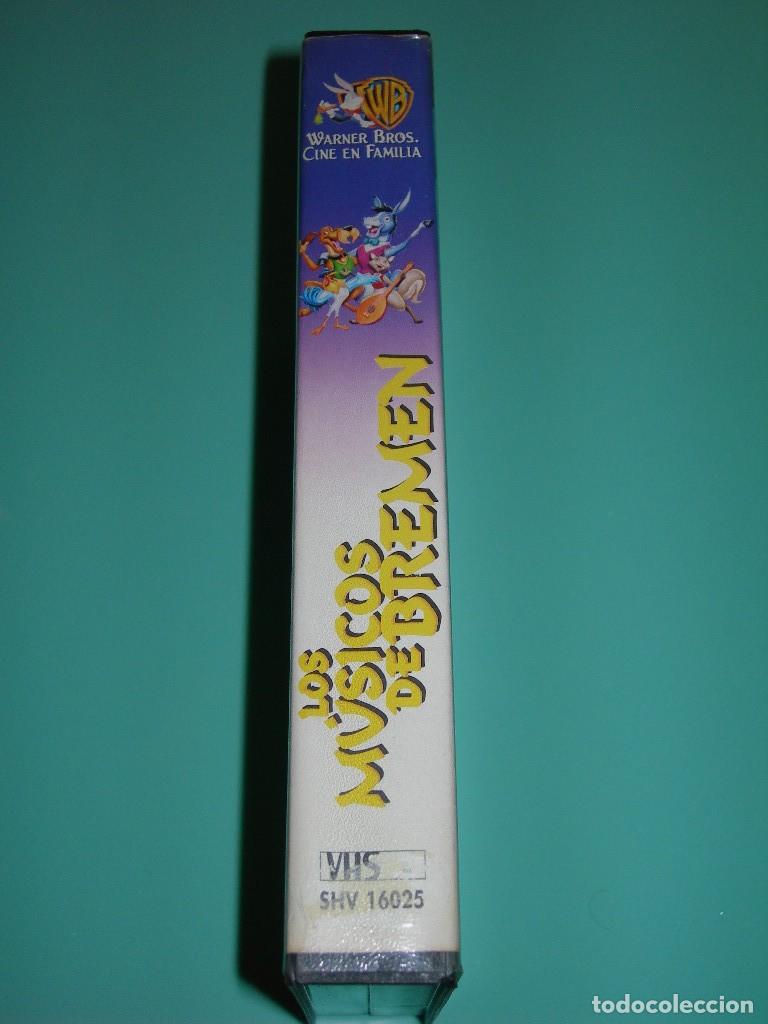 WB
WARNER BROS.
CINE EN FAMILIA
LOS
MÚSICOS
DE BREMEN
VHS
SHV 16025
todocoleccion